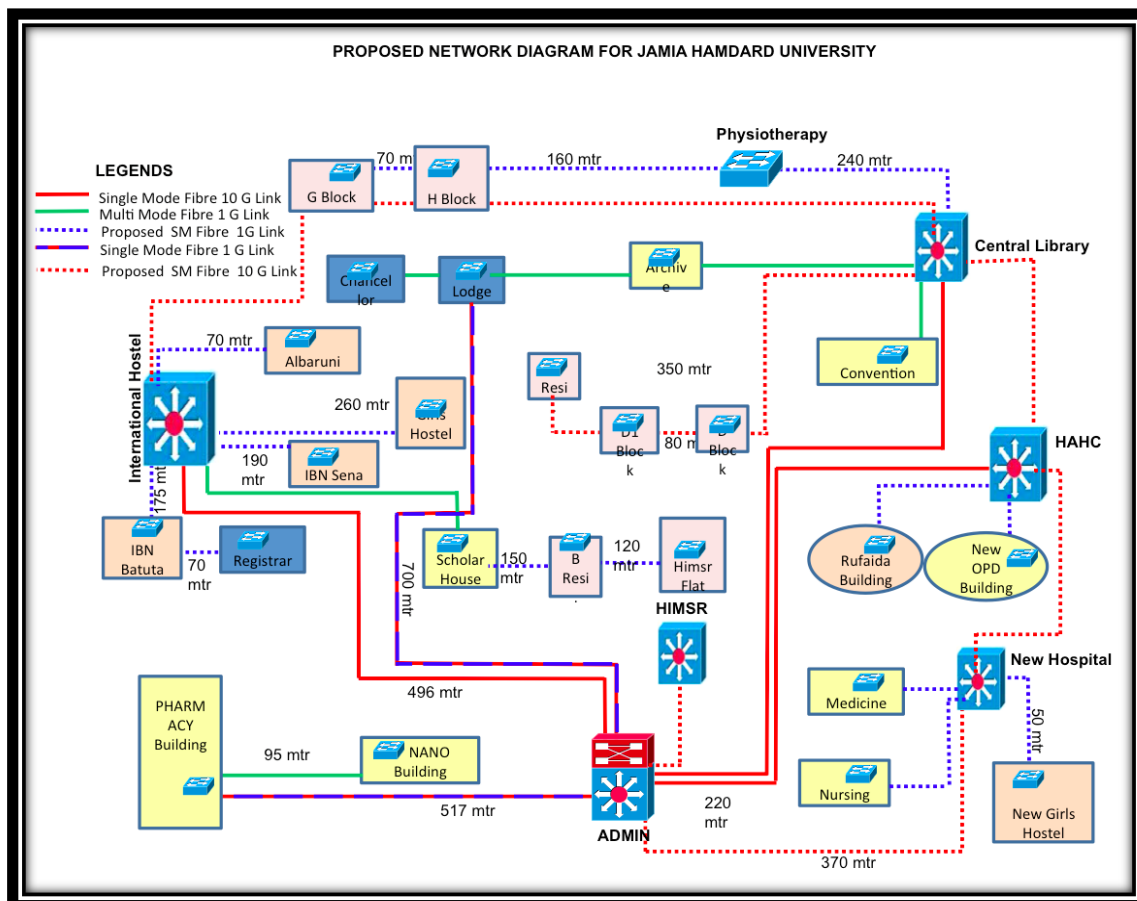 PROPOSED NETWORK DIAGRAM FOR JAMIA HAMDARD UNIVERSITY
LEGENDS
Single Mode Fibre 10 G Link
Multi Mode Fibre 1 G Link
Proposed SM Fibre 1G Link
Single Mode Fibre 1 G Link
Proposed SM Fibre 10 G Link
G Block
70 m
H Block
160 mtr
Physiotherapy
240 mtr
Central Library
Chancel
lor
Lodge
Archiv
e
Convention
International Hostel
70 mtr
Albaruni
260 mtr
Girls
Hostel
190
mtr
IBN Sena
175 mtr
IBN
Batuta
70
mtr
Registrar
Resi
350 mtr
D1
Bloc
k
80 m
D
Bloc
k
HAHC
Rufaida
Building
New
OPD
Building
Scholar
House
150
mtr
B
Resi
.
120
mtr
Himsr
Flat
HIMSR
700 mtr
496 mtr
New Hospital
Medicine
Nursing
50 mtr
New Girls
Hostel
PHARM
ACY
Building
95 mtr
NANO
Building
517 mtr
ADMIN
220
mtr
370 mtr